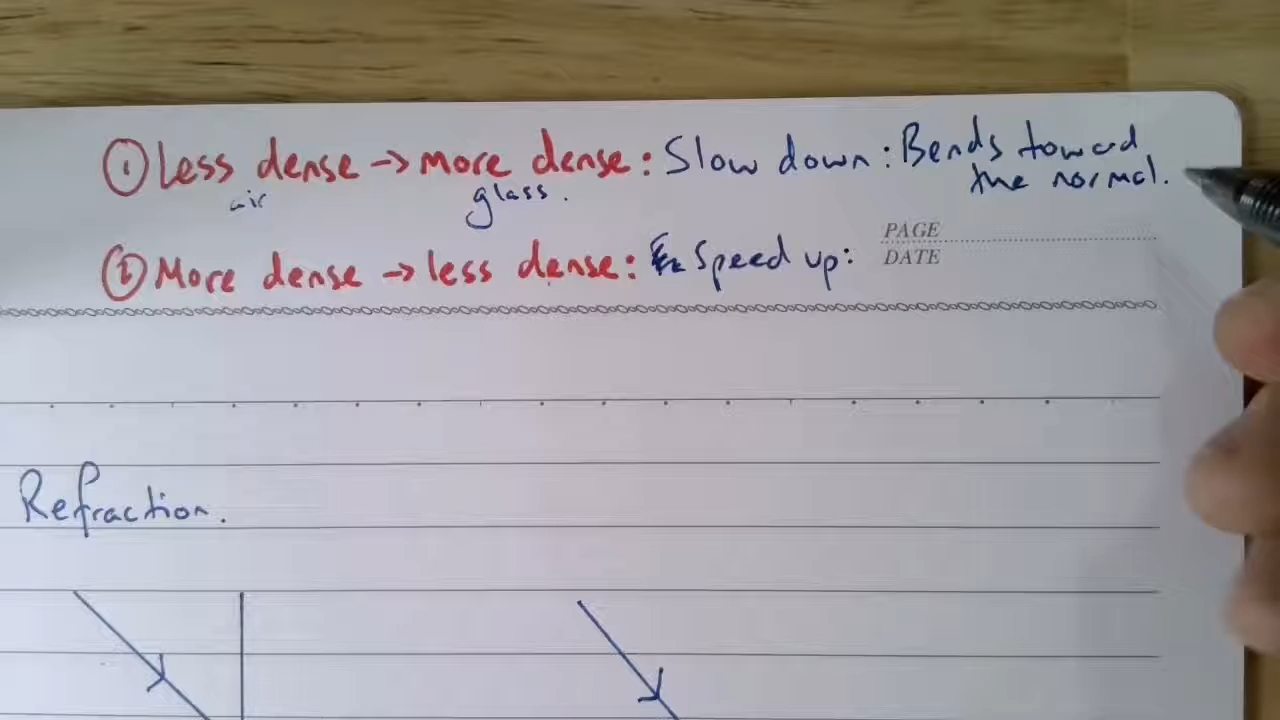 ① Less dense → more dense: Slow down: Bends toward
air glass. the normal.
PAGE
② More dense → less dense: Speed up:
DATE
Refraction.